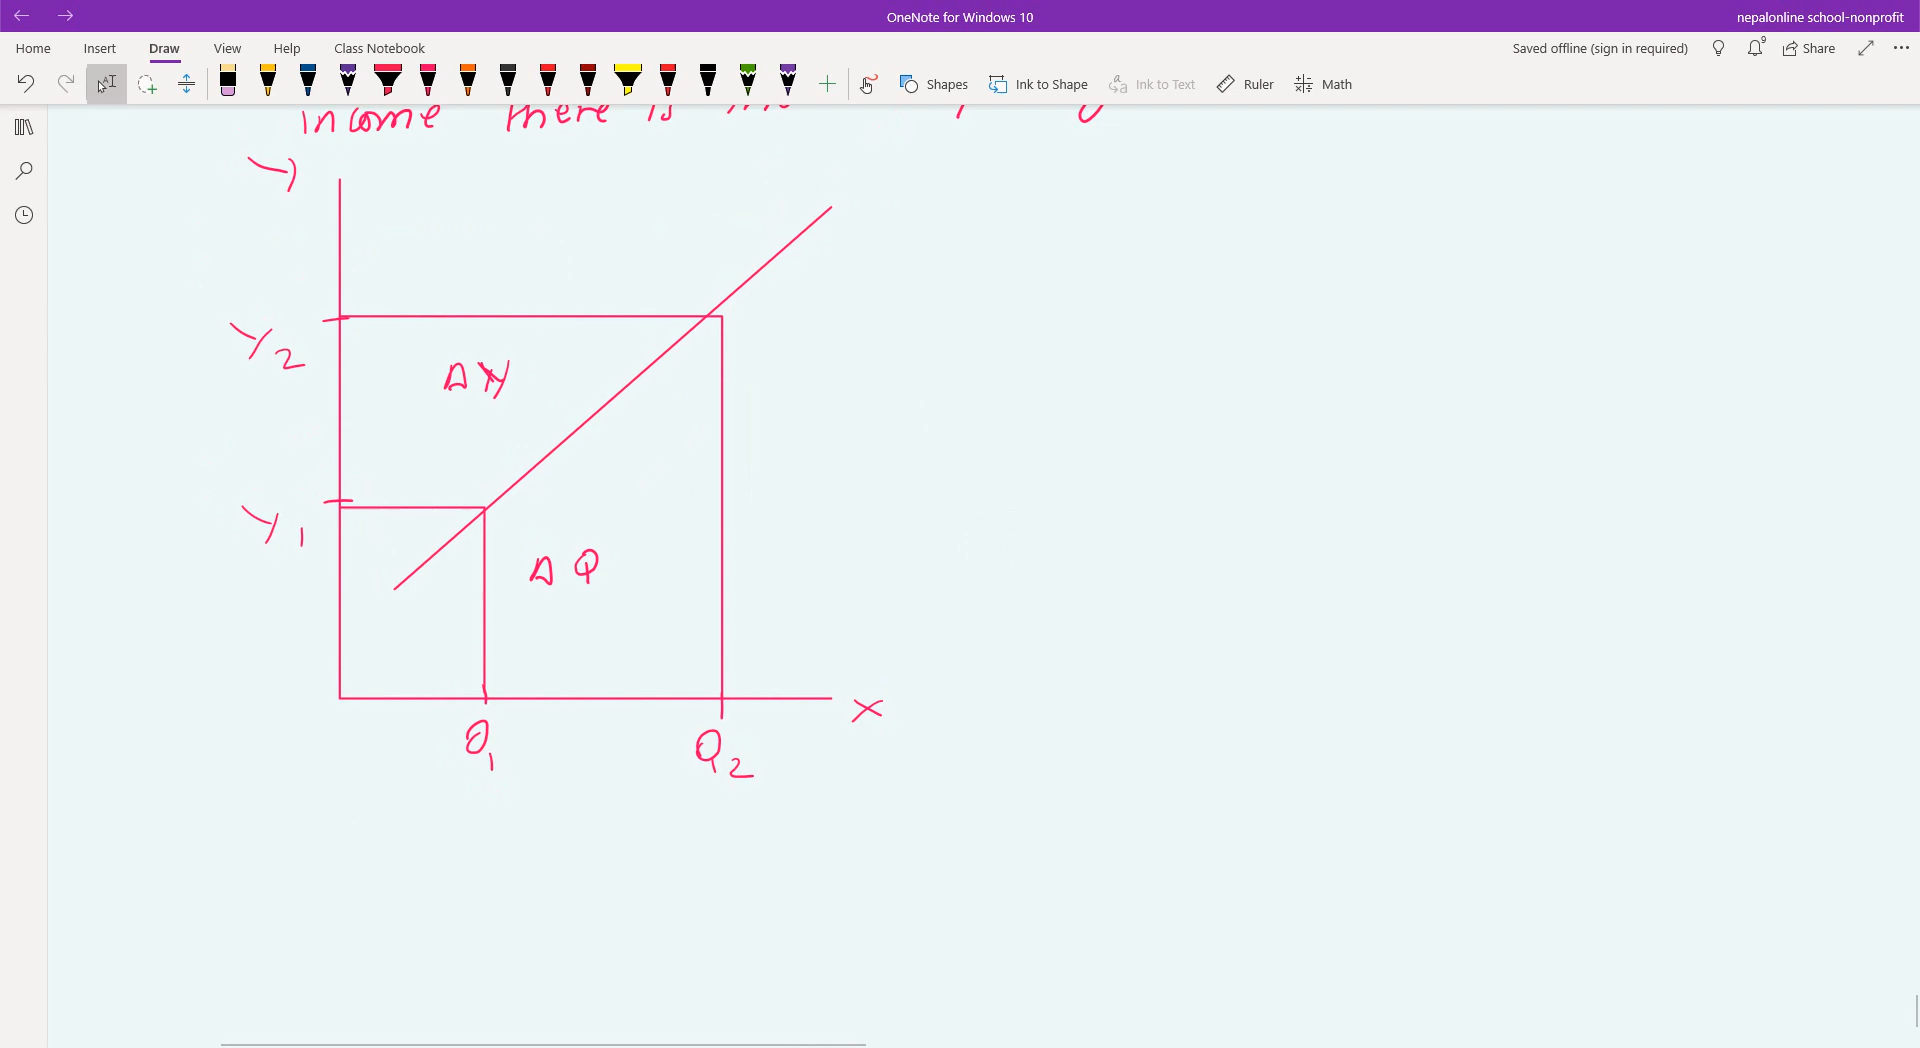 OneNote for Windows 10
nepalonline school-nonprofit
Home Insert Draw View Help Class Notebook
Saved offline (sign in required)
9
Share
Shapes
Ink to Shape
Ink to Text
Ruler
Math
income there is
Y
Y2
ΔY
Y1
ΔQ
X
Q1
Q2